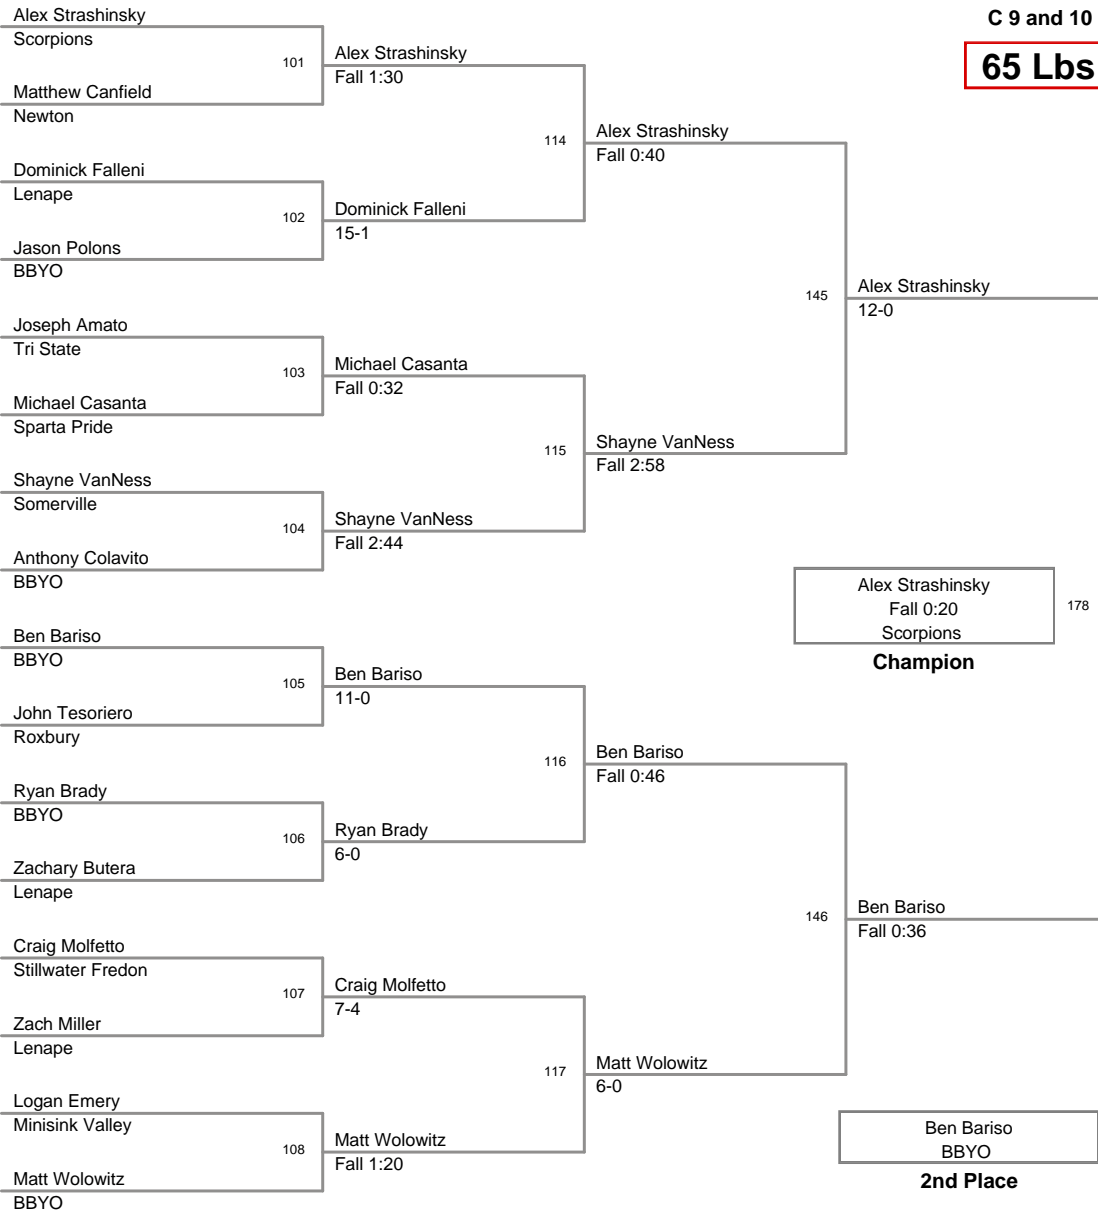 Alex Strashinsky
Scorpions
101
Matthew Canfield
Newton
Dominick Falleni
Lenape
102
Jason Polons
BBYO
Joseph Amato
Tri State
103
Michael Casanta
Sparta Pride
Shayne VanNess
Somerville
104
Anthony Colavito
BBYO
Ben Bariso
BBYO
105
John Tesoriero
Roxbury
Ryan Brady
BBYO
106
Zachary Butera
Lenape
Craig Molfetto
Stillwater Fredon
107
Zach Miller
Lenape
Logan Emery
Minisink Valley
108
Matt Wolowitz
BBYO
Alex Strashinsky
Fall 1:30
114
Dominick Falleni
15-1
Michael Casanta
Fall 0:32
115
Shayne VanNess
Fall 2:44
Ben Bariso
11-0
116
Ryan Brady
6-0
Craig Molfetto
7-4
117
Matt Wolowitz
Fall 1:20
Alex Strashinsky
Fall 0:40
145
Shayne VanNess
Fall 2:58
Ben Bariso
Fall 0:46
146
Matt Wolowitz
6-0
C 9 and 10
65 Lbs
Alex Strashinsky
12-0
Alex Strashinsky
Fall 0:20
Scorpions
178
Champion
Ben Bariso
Fall 0:36
Ben Bariso
BBYO
2nd Place